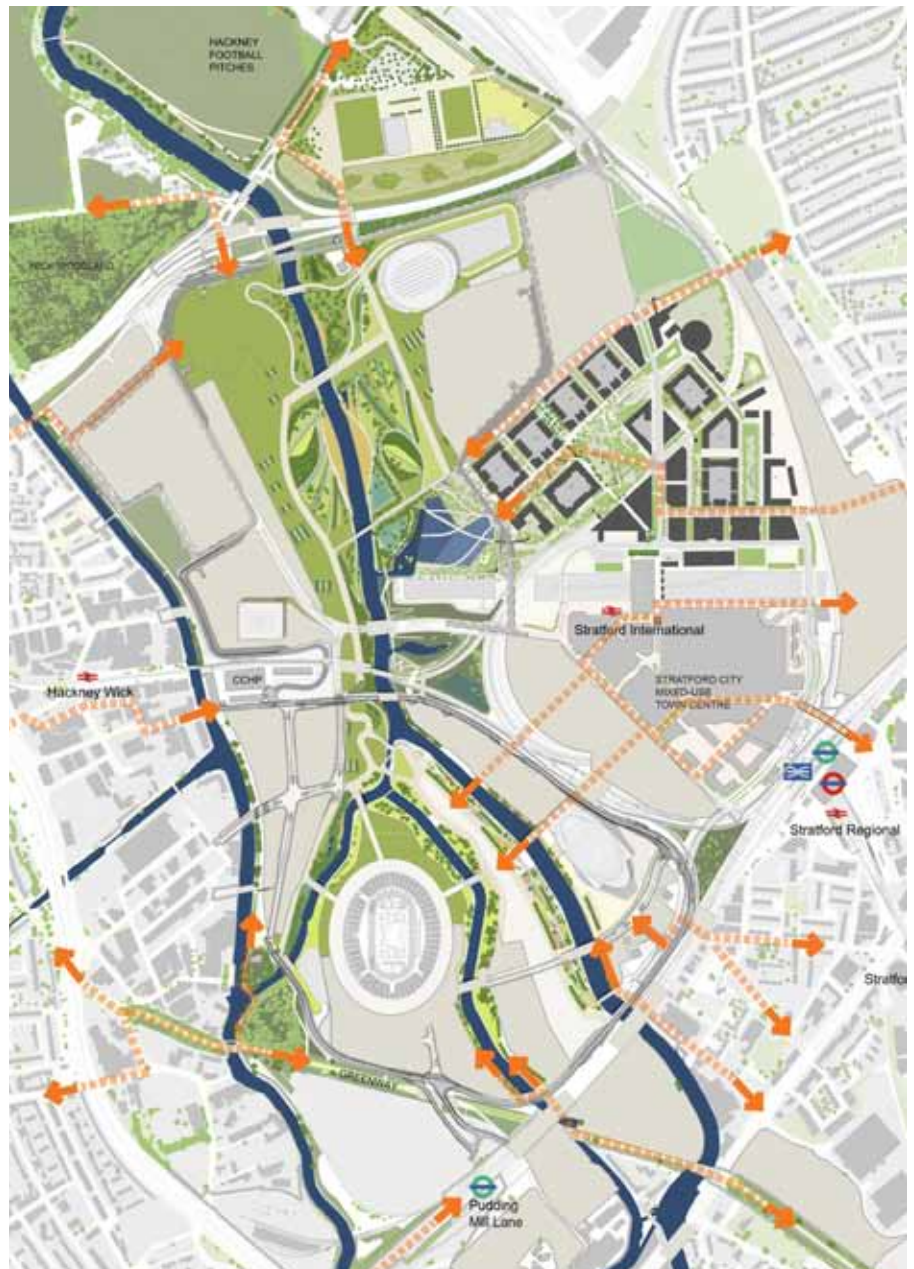 HACKNEY
FOOTBALL
PITCHES
Stratford International
Hackney Wick
CCHP
STRATFORD CITY
MIXED-USE
TOWN CENTRE
Stratford Regional
Stratfor
GREENWAY
Pudding
Mill Lane